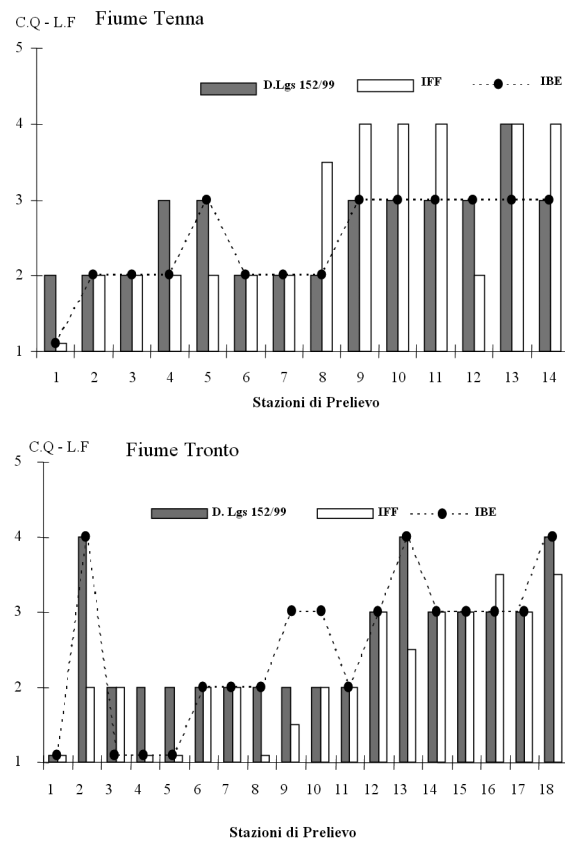 C.Q - L.F Fiume Tenna
5
D.Lgs 152/99 IFF IBE
4
3
2
1
1 2 3 4 5 6 7 8 9 10 11 12 13 14
Stazioni di Prelievo
C.Q - L.F Fiume Tronto
5
D. Lgs 152/99 IFF IBE
4
3
2
1
1 2 3 4 5 6 7 8 9 10 11 12 13 14 15 16 17 18
Stazioni di Prelievo